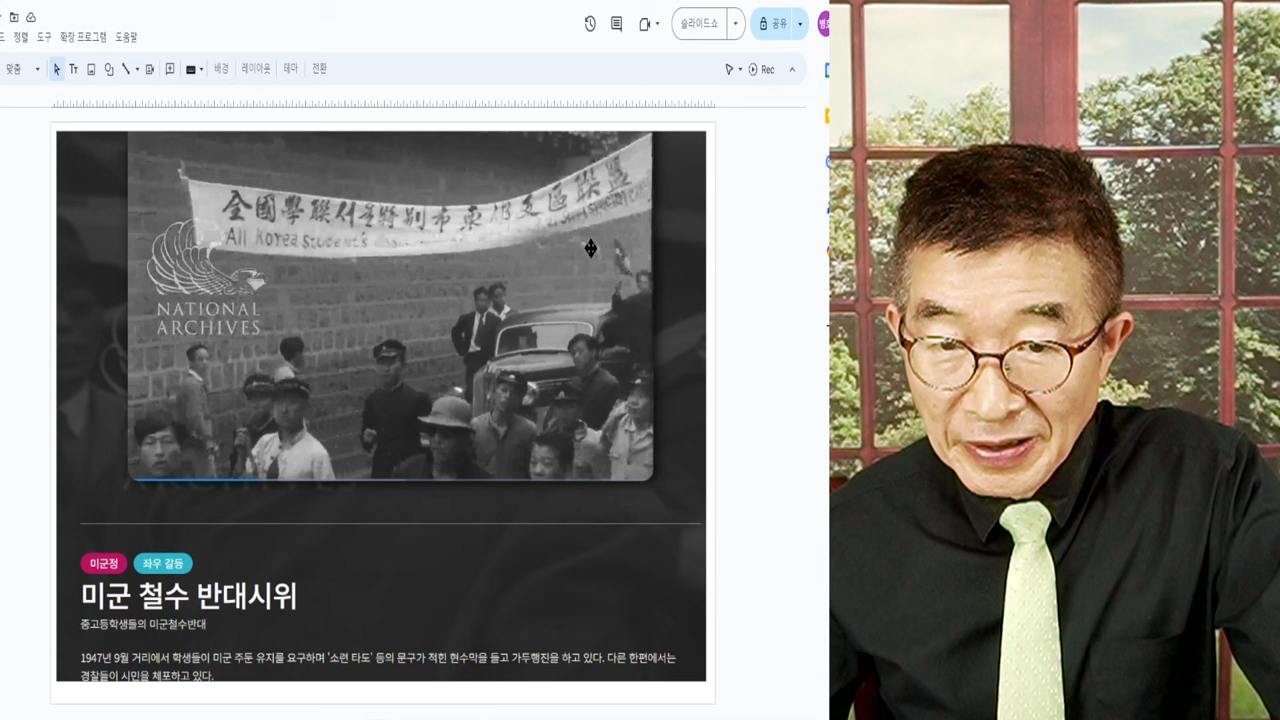 정렬 도구 확장 프로그램 도움말
슬라이드쇼
공유
맞춤
Tт
배경 레이아웃 테마 전환
Rec
全國學聯서울特別市東部支區聯盟
All Korea Student's
NATIONAL
ARCHIVES
미군정 좌우 갈등
미군 철수 반대시위
중고등학생들의 미군철수반대
1947년 9월 거리에서 학생들이 미군 주둔 유지를 요구하며 '소련 타도' 등의 문구가 적힌 현수막을 들고 가두행진을 하고 있다. 다른 한편에서는
경찰들이 시민을 체포하고 있다.